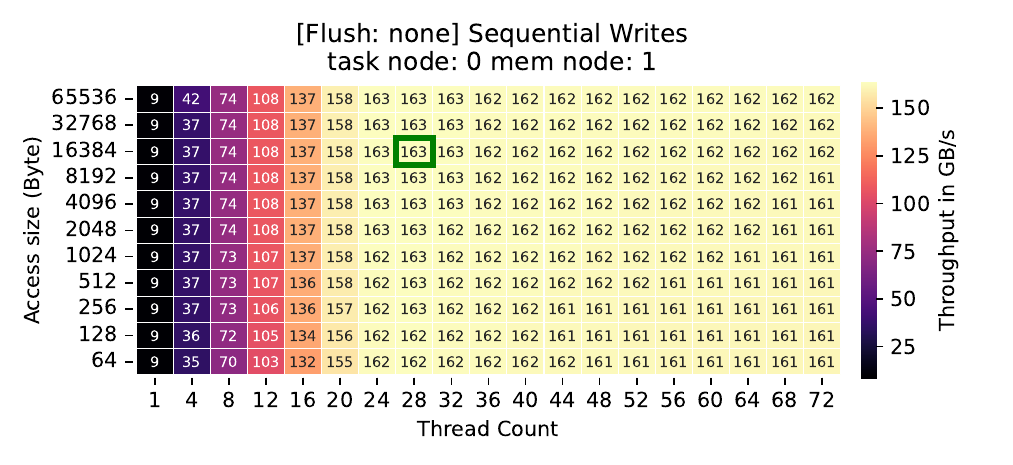 [Flush: none] Sequential Writes
task node: 0 mem node: 1
Access size (Byte)
65536 9 42 74 108 137 158 163 163 163 162 162 162 162 162 162 162 162 162 162
32768 9 37 74 108 137 158 163 163 163 162 162 162 162 162 162 162 162 162 162
16384 9 37 74 108 137 158 163 163 163 162 162 162 162 162 162 162 162 162 162
8192 9 37 74 108 137 158 163 163 163 162 162 162 162 162 162 162 162 162 161
4096 9 37 74 108 137 158 163 163 162 162 162 162 162 162 162 162 162 161 161
2048 9 37 74 108 137 158 163 163 162 162 162 162 162 162 162 162 162 161 161
1024 9 37 73 107 137 158 163 163 162 162 162 162 162 162 162 162 161 161 161
512 9 37 73 107 136 158 162 163 162 162 162 162 162 162 162 161 161 161 161
256 9 37 73 106 136 157 162 163 162 162 162 162 161 161 161 161 161 161 161
128 9 36 72 105 134 156 162 162 162 162 162 161 161 161 161 161 161 161 161
64 9 35 70 103 132 155 162 162 162 162 162 162 161 161 161 161 161 161 161
1 4 8 12 16 20 24 28 32 36 40 44 48 52 56 60 64 68 72
Thread Count
150
125
100
75
50
25
Throughput in GB/s